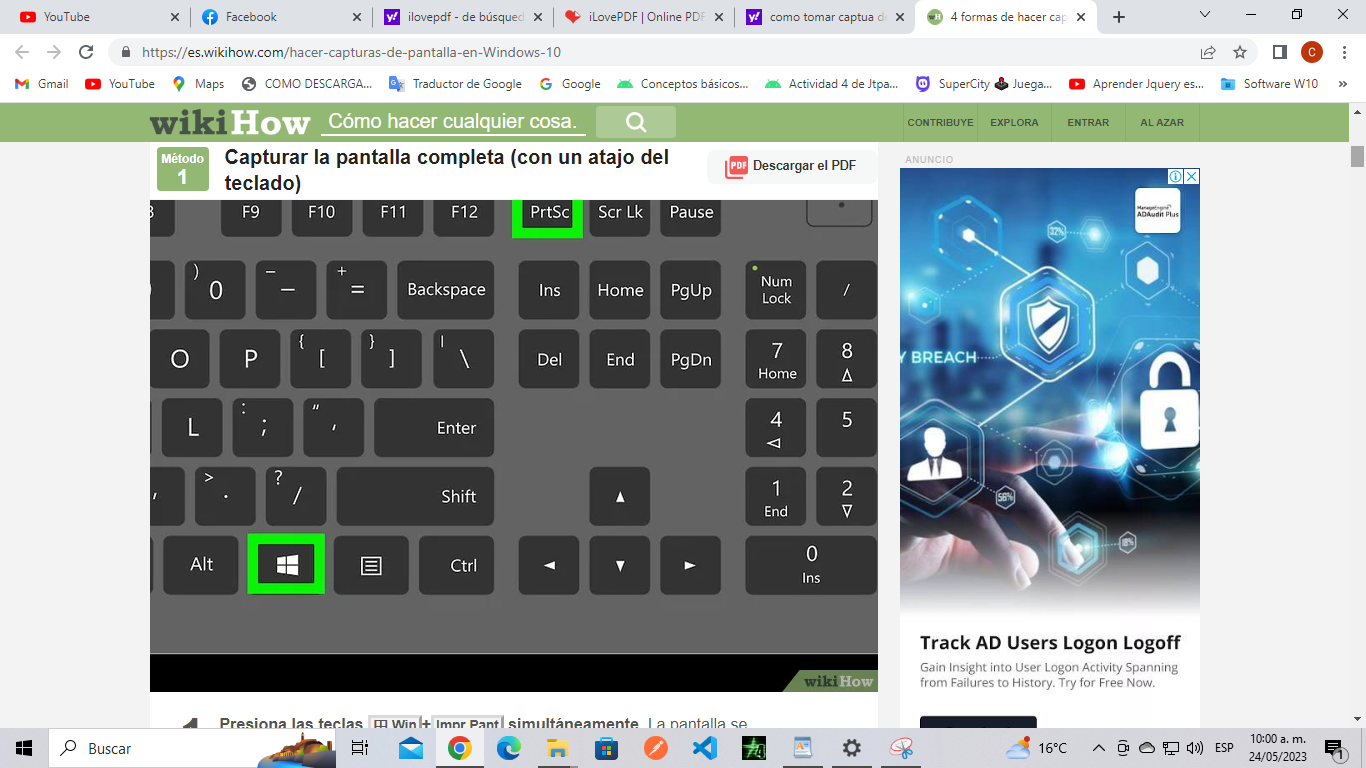 YouTube
Facebook
ilovepdf - de búsqued
iLovePDF | Online PDF
como tomar captua de
4 formas de hacer cap
https://es.wikihow.com/hacer-capturas-de-pantalla-en-Windows-10
C
Gmail
YouTube
Maps
COMO DESCARGA...
Traductor de Google
Google
Conceptos básicos...
Actividad 4 de Jtpa...
SuperCity
Juega...
Aprender Jquery es...
Software W10
»
wikiHow
Cómo hacer cualquier cosa.
CONTRIBUYE
EXPLORA
ENTRAR
AL AZAR
Método
1
Capturar la pantalla completa (con un atajo del
teclado)
PDF
Descargar el PDF
ANUNCIO
F9 F10 F11 F12 PrtSc Scr Lk Pause
) 0 – — + = Backspace Ins Home PgUp Num Lock /
O P { [ } ] | \ Del End PgDn 7 Home 8
L : ; Enter 4 5
> . ? / Shift 1 End 2
Alt Ctrl 0 Ins
wikiHow
Presiona las teclas Win+Impr Pant simultáneamente. La pantalla se
ManageEngine
ADAudit Plus
32%
Y BREACH
56%
18%
Track AD Users Logon Logoff
Gain Insight into User Logon Activity Spanning
from Failures to History. Try for Free Now.
Buscar
16°C
ESP
10:00 a. m.
24/05/2023
1